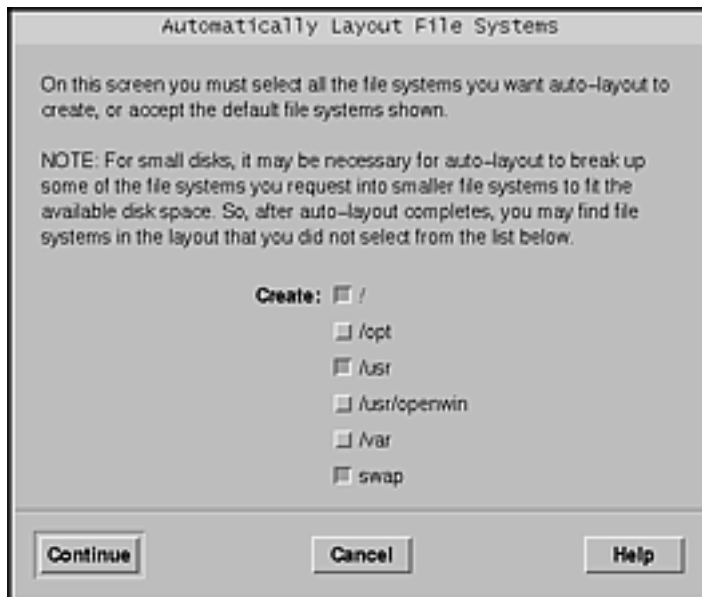 Automatically Layout File Systems
On this screen you must select all the file systems you want auto-layout to
create, or accept the default file systems shown.
NOTE: For small disks, it may be necessary for auto-layout to break up
some of the file systems you request into smaller file systems to fit the
available disk space. So, after auto-layout completes, you may find file
systems in the layout that you did not select from the list below.
Create: /
/opt
/usr
/usr/openwin
/var
swap
Continue Cancel Help